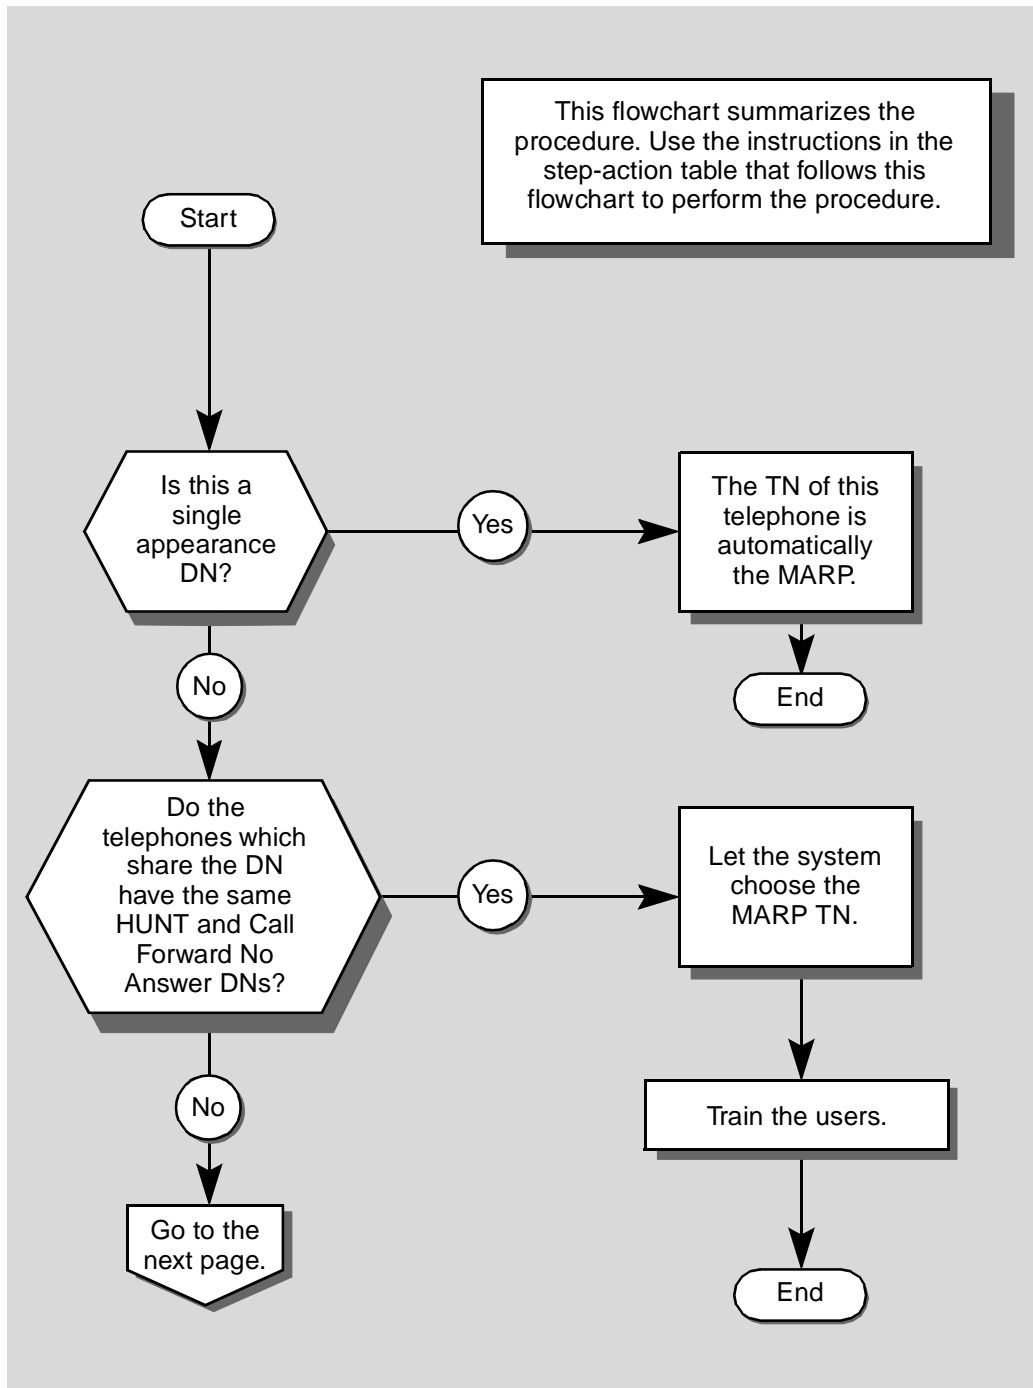 This flowchart summarizes the
procedure. Use the instructions in the
step-action table that follows this
flowchart to perform the procedure.
Start
Is this a
single
appearance
DN?
Yes
The TN of this
telephone is
automatically
the MARP.
End
No
Do the
telephones which
share the DN
have the same
HUNT and Call
Forward No
Answer DNs?
Yes
Let the system
choose the
MARP TN.
Train the users.
End
No
Go to the
next page.